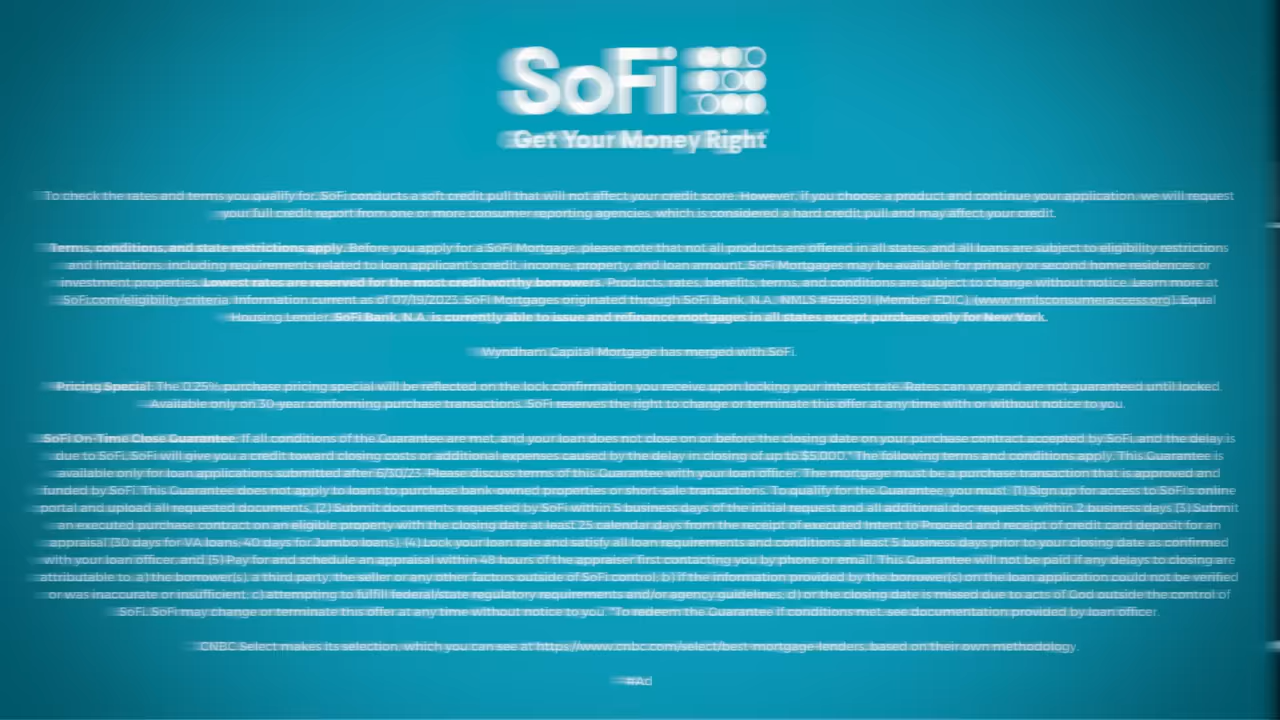 SoFi
Get Your Money Right
To check the rates and terms you qualify for, SoFi conducts a soft credit pull that will not affect your credit score. However, if you choose a product and continue your application, we will request
your full credit report from one or more consumer reporting agencies, which is considered a hard credit pull and may affect your credit.
Terms, conditions, and state restrictions apply. Before you apply for a SoFi Mortgage, please note that not all products are offered in all states, and all loans are subject to eligibility restrictions
and limitations, including requirements related to loan applicant's credit, income, property, and loan amount. SoFi Mortgages may be available for primary or second home residences or
investment properties. Lowest rates are reserved for the most creditworthy borrowers. Products, rates, benefits, terms, and conditions are subject to change without notice. Learn more at
SoFi.com/eligibility-criteria. Information current as of 07/19/2023. SoFi Mortgages originated through SoFi Bank, N.A., NMLS #696891 (Member FDIC), (www.nmlsconsumeraccess.org). Equal
Housing Lender. SoFi Bank, N.A. is currently able to issue and refinance mortgages in all states except purchase only for New York.
Wyndham Capital Mortgage has merged with SoFi.
Pricing Special: The 0.25% purchase pricing special will be reflected on the lock confirmation you receive upon locking your interest rate. Rates can vary and are not guaranteed until locked.
Available only on 30-year conforming purchase transactions. SoFi reserves the right to change or terminate this offer at any time with or without notice to you.
SoFi On-Time Close Guarantee: If all conditions of the Guarantee are met, and your loan does not close on or before the closing date on your purchase contract accepted by SoFi, and the delay is
due to SoFi, SoFi will give you a credit toward closing costs or additional expenses caused by the delay in closing of up to $5,000.^ The following terms and conditions apply. This Guarantee is
available only for loan applications submitted after Please discuss terms of this Guarantee with your loan officer. The mortgage must be a purchase transaction that is approved and
funded by SoFi. This Guarantee does not apply to loans to purchase bank-owned properties or short-sale transactions. To qualify for the Guarantee, you must: (1) Sign up for access to SoFi's online
portal and upload all requested documents, (2) Submit documents requested by SoFi within 5 business days of the initial request and all additional doc requests within 2 business days (3) Submit
an executed purchase contract on an eligible property with the closing date at least 25 calendar days from the receipt of executed Intent to Proceed and receipt of credit card deposit for an
appraisal (30 days for VA loans; 40 days for Jumbo loans), (4) Lock your loan rate and satisfy all loan requirements and conditions at least 5 business days prior to your closing date as confirmed
with your loan officer, and (5) Pay for and schedule an appraisal within 48 hours of the appraiser first contacting you by phone or email. This Guarantee will not be paid if any delays to closing are
attributable to: a) the borrower(s), a third party, the seller or any other factors outside of SoFi control; b) if the information provided by the borrower(s) on the loan application could not be verified
or was inaccurate or insufficient; c) attempting to fulfill federal/state regulatory requirements and/or agency guidelines; d) or the closing date is missed due to acts of God outside the control of
SoFi. SoFi may change or terminate this offer at any time without notice to you. ^To redeem the Guarantee if conditions met, see documentation provided by loan officer.
CNBC Select makes its selection, which you can see at https://www.cnbc.com/select/best-mortgage-lenders, based on their own methodology.
#Ad